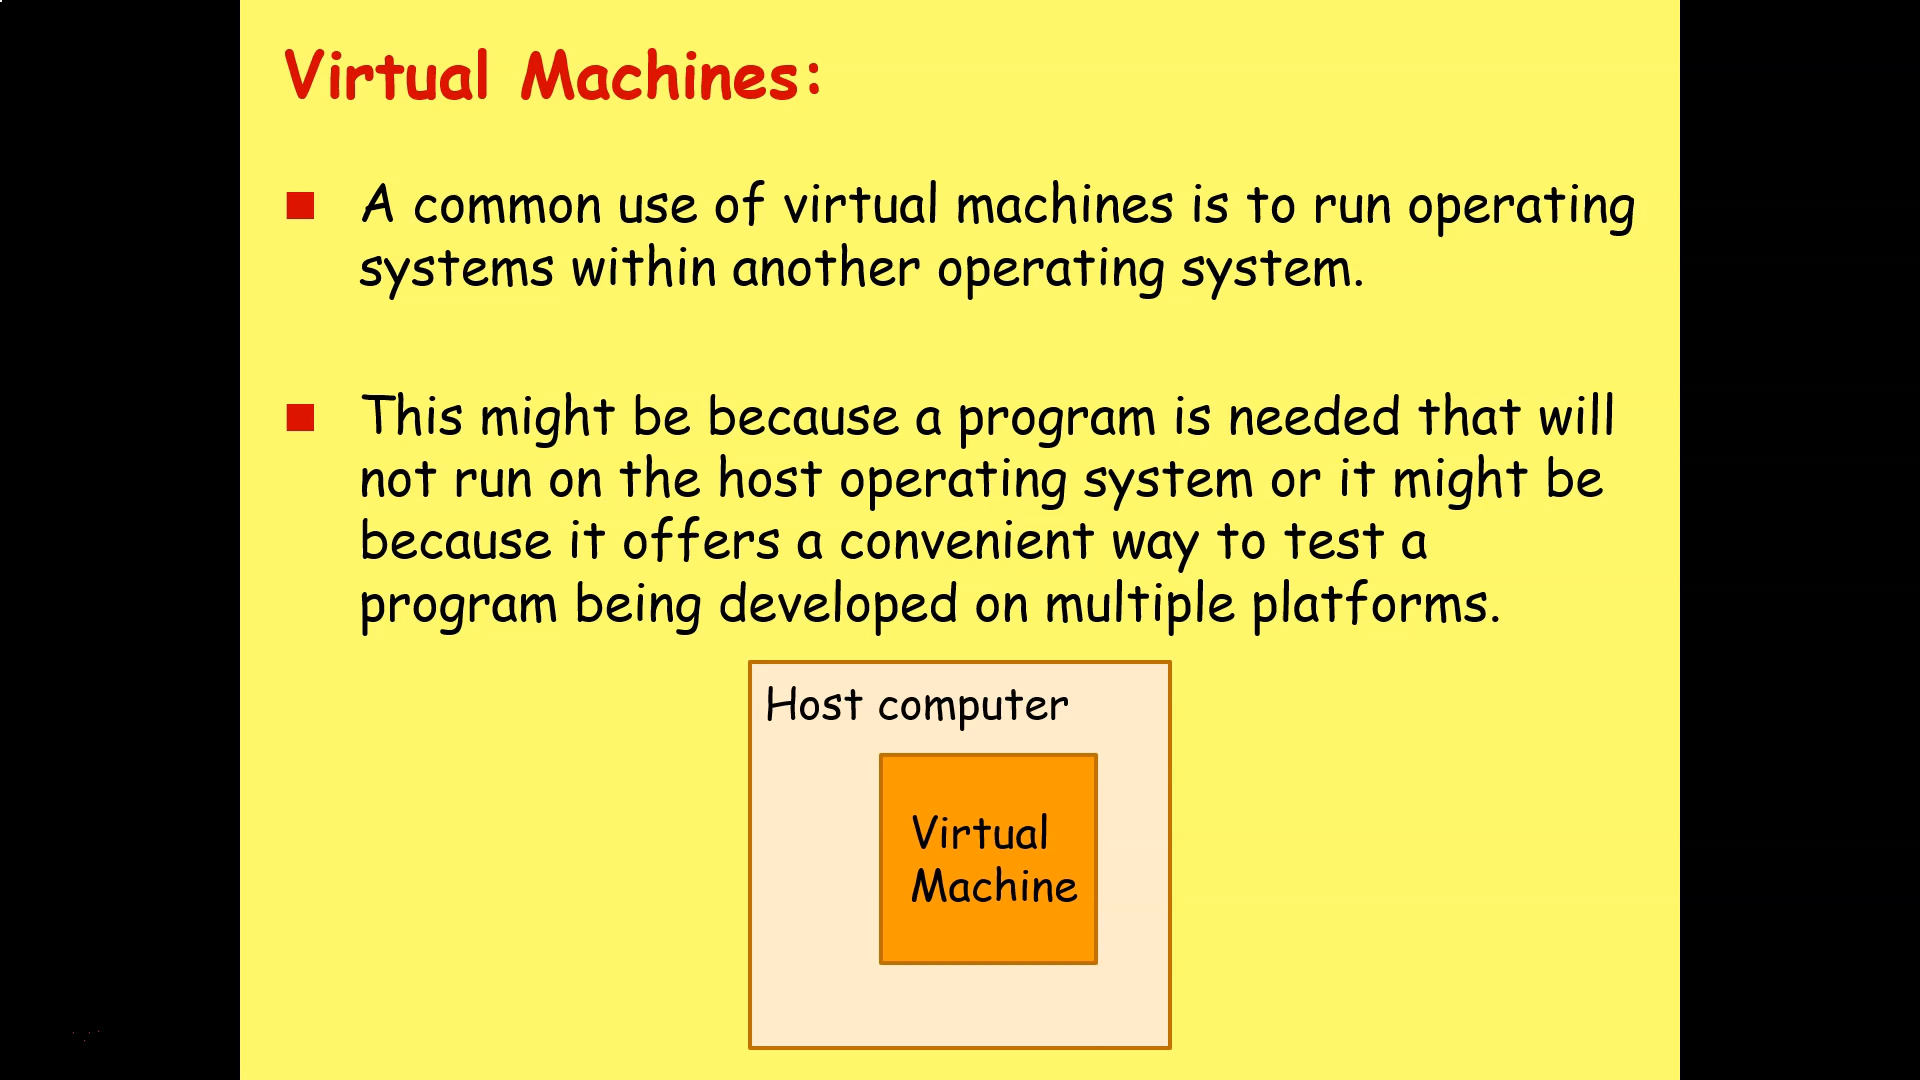 Virtual Machines:
A common use of virtual machines is to run operating
systems within another operating system.
This might be because a program is needed that will
not run on the host operating system or it might be
because it offers a convenient way to test a
program being developed on multiple platforms.
Host computer
Virtual
Machine